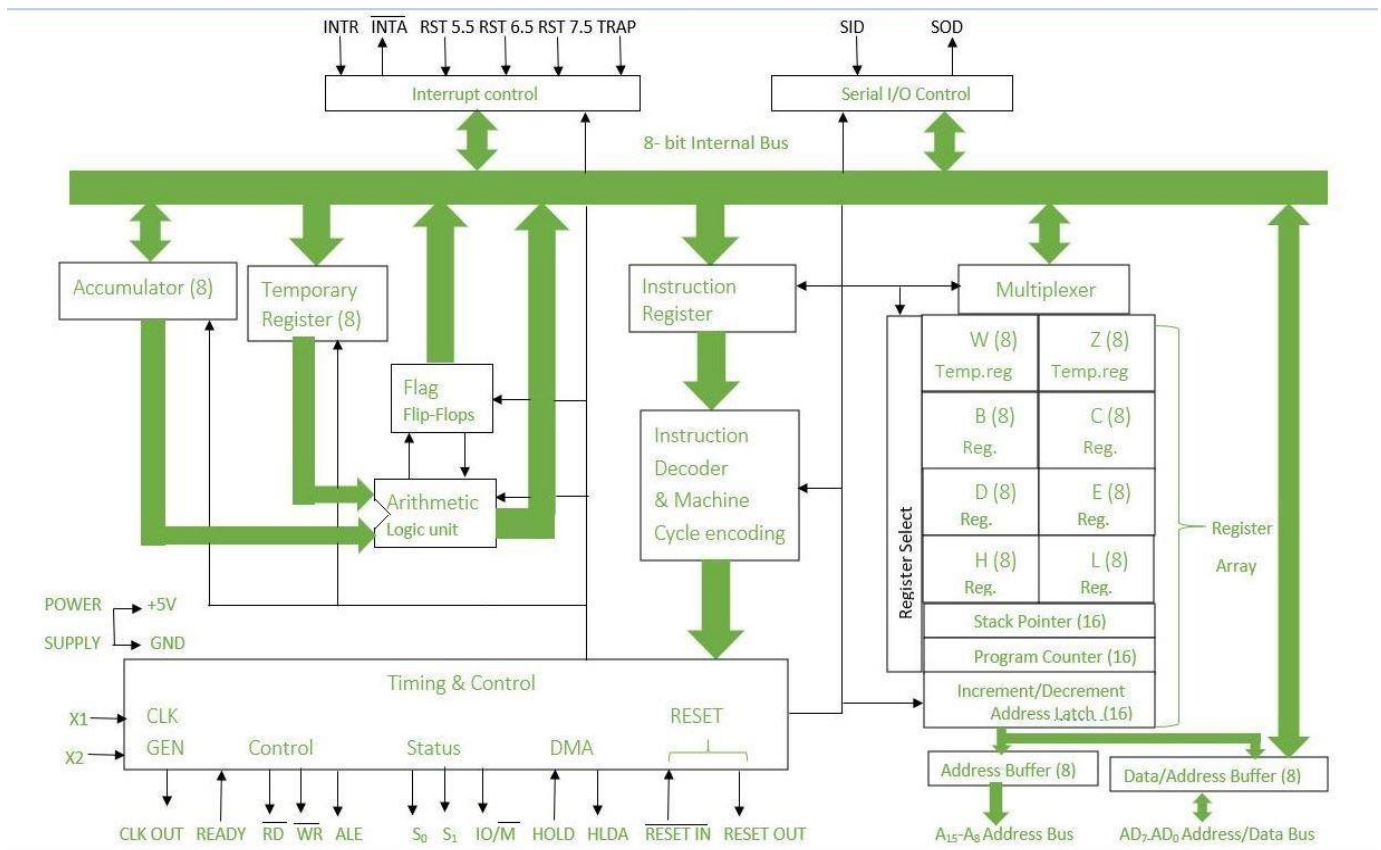 INTR INTA RST 5.5 RST 6.5 RST 7.5 TRAP
SID SOD
Interrupt control
Serial I/O Control
8- bit Internal Bus
Accumulator (8)
Temporary
Register (8)
Flag
Flip-Flops
Arithmetic
Logic unit
Instruction
Register
Instruction
Decoder
& Machine
Cycle encoding
Multiplexer
Register Select
W (8)
Temp.reg
Z (8)
Temp.reg
B (8)
Reg.
C (8)
Reg.
D (8)
Reg.
E (8)
Reg.
H (8)
Reg.
L (8)
Reg.
Stack Pointer (16)
Program Counter (16)
Increment/Decrement
Address Latch (16)
Register
Array
POWER +5V
SUPPLY GND
Timing & Control
X1
X2
CLK
GEN
Control
Status
DMA
RESET
CLK OUT READY RD WR ALE S0 S1 IO/M HOLD HLDA RESET IN RESET OUT
Address Buffer (8)
Data/Address Buffer (8)
A15-A8 Address Bus
AD7-AD0 Address/Data Bus